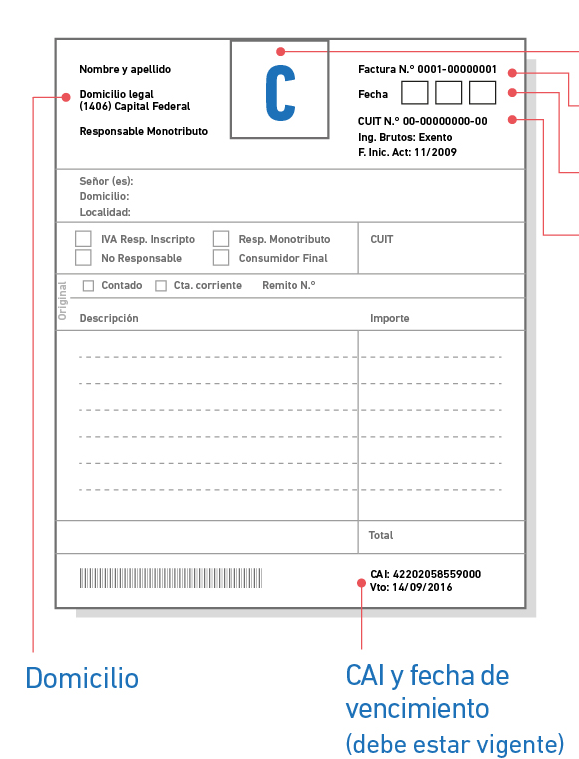 Nombre y apellido
Domicilio legal
(1406) Capital Federal
Responsable Monotributo
C
Factura N.° 0001-00000001
Fecha
CUIT N.° 00-00000000-00
Ing. Brutos: Exento
F. Inic. Act: 11/2009
Señor (es):
Domicilio:
Localidad:
IVA Resp. Inscripto
Resp. Monotributo
No Responsable
Consumidor Final
CUIT
Original
Contado
Cta. corriente
Remito N.°
Descripción
Importe
Total
CAI: 42202058559000
Vto: 14/09/2016
Domicilio
CAI y fecha de
vencimiento
(debe estar vigente)